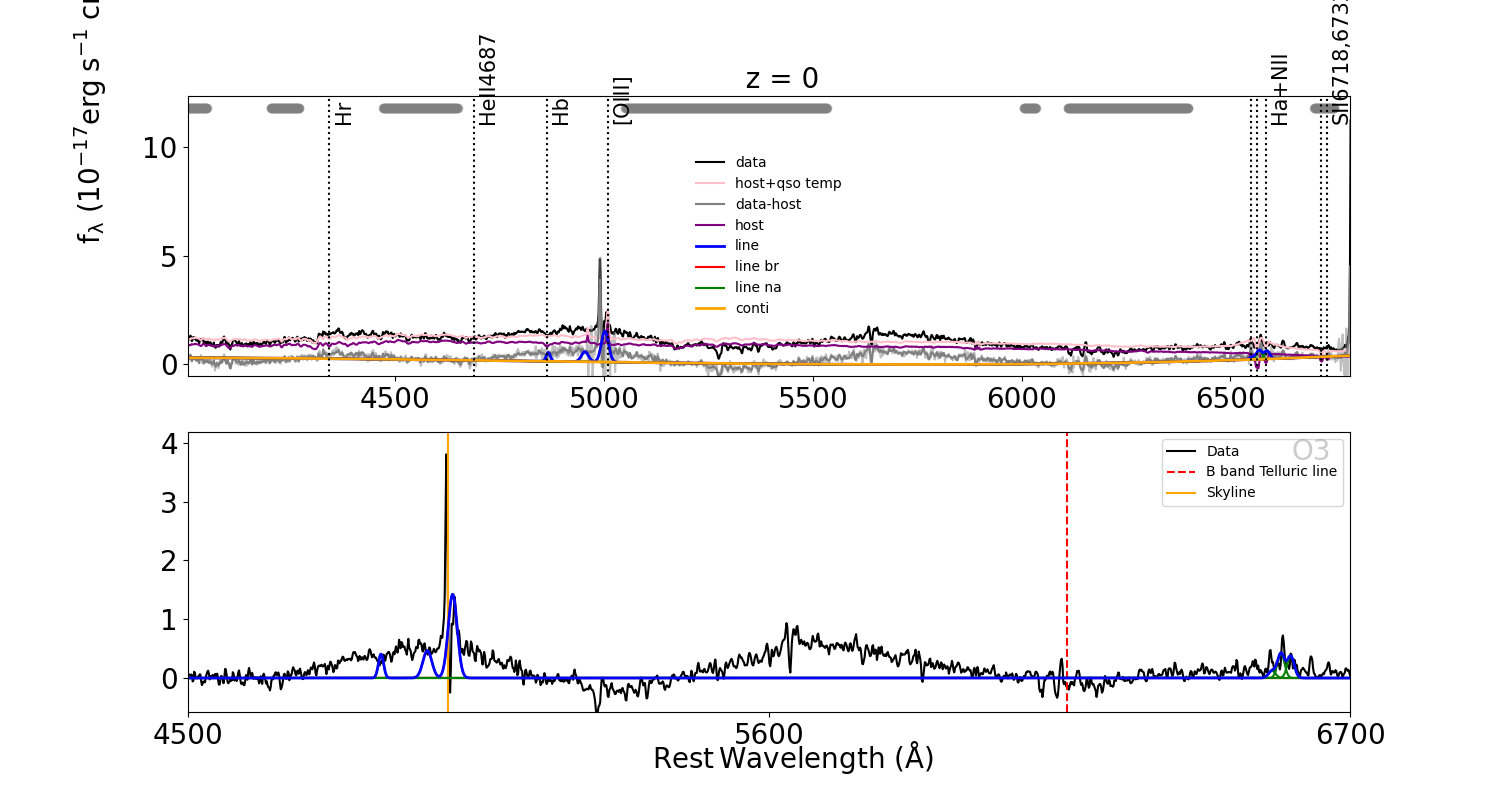 z = 0
f_λ (10^−17 erg s^−1
Hr
HeII4687
Hb
[OIII]
Ha+NII
SII6718,673
10
5
0
data
host+qso temp
data-host
host
line
line br
line na
conti
4500 5000 5500 6000 6500
4
3
2
1
0
O3
Data
B band Telluric line
Skyline
4500 5600 6700
Rest Wavelength (Å)